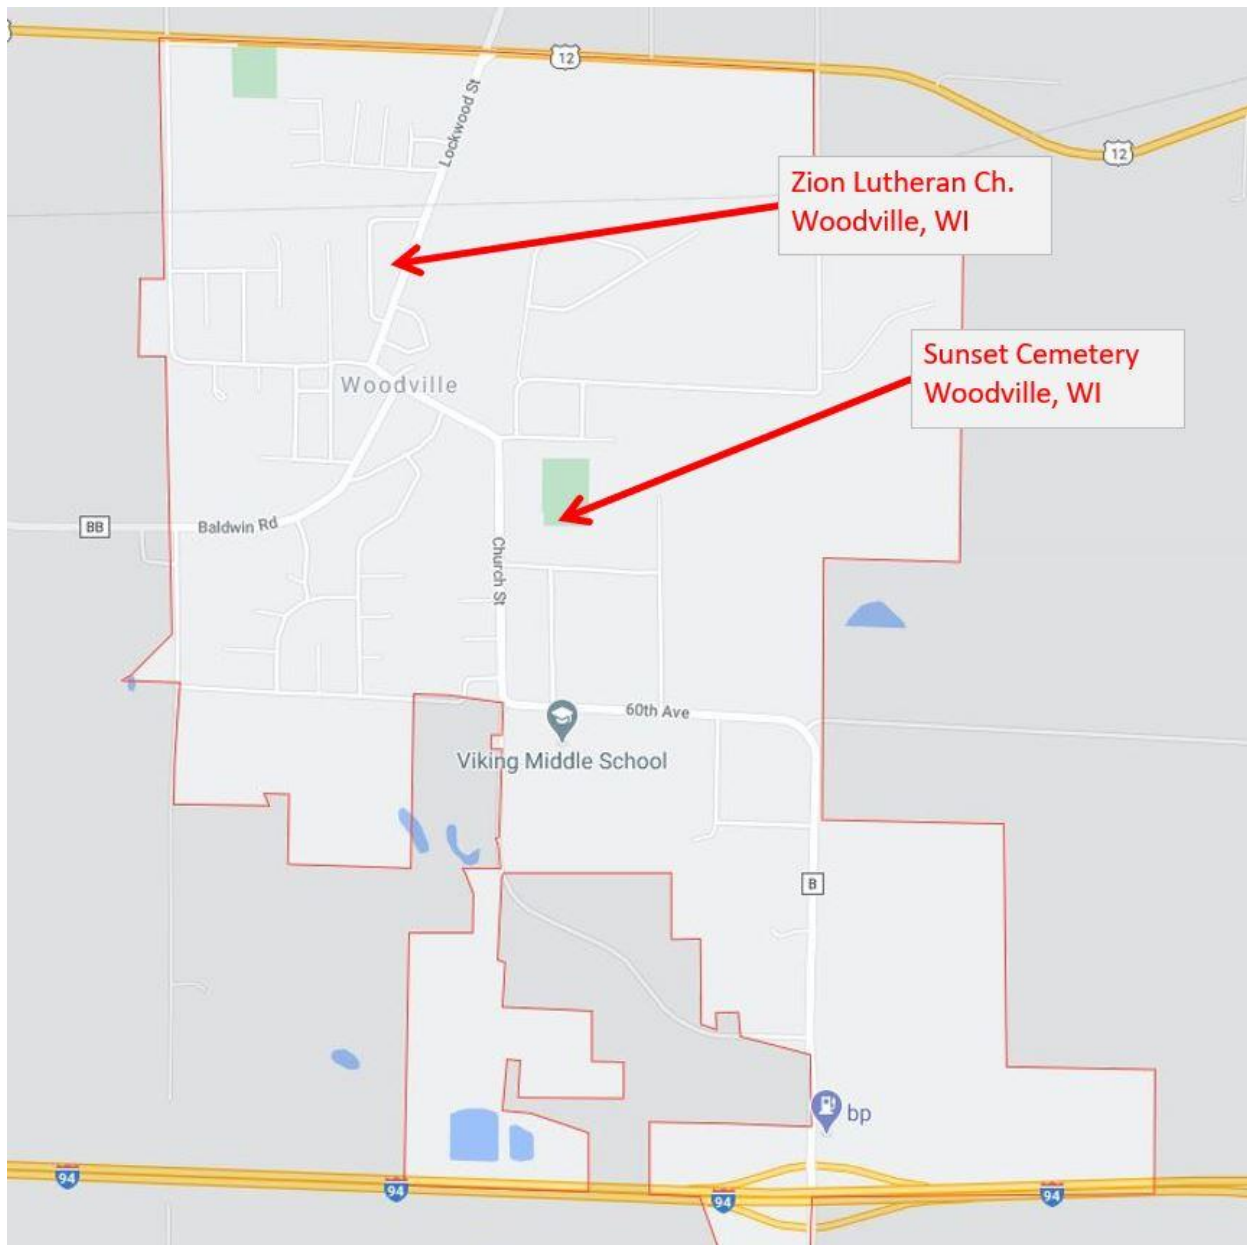 12
Lockwood St
12
Zion Lutheran Ch.
Woodville, WI
Sunset Cemetery
Woodville, WI
Woodville
BB
Baldwin Rd
Church St
60th Ave
Viking Middle School
B
bp
94
94
94
94